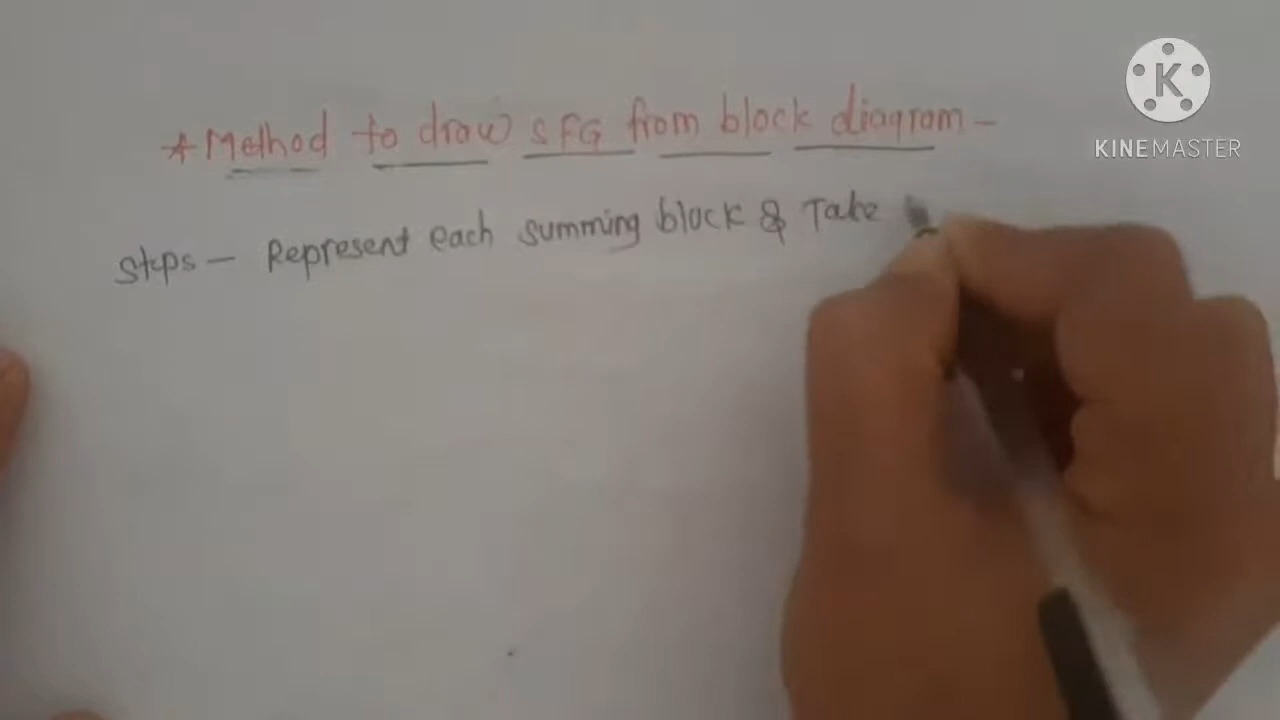 * Method to draw SFG from block diagram -
Steps - Represent each summing block & Take
KINEMASTER